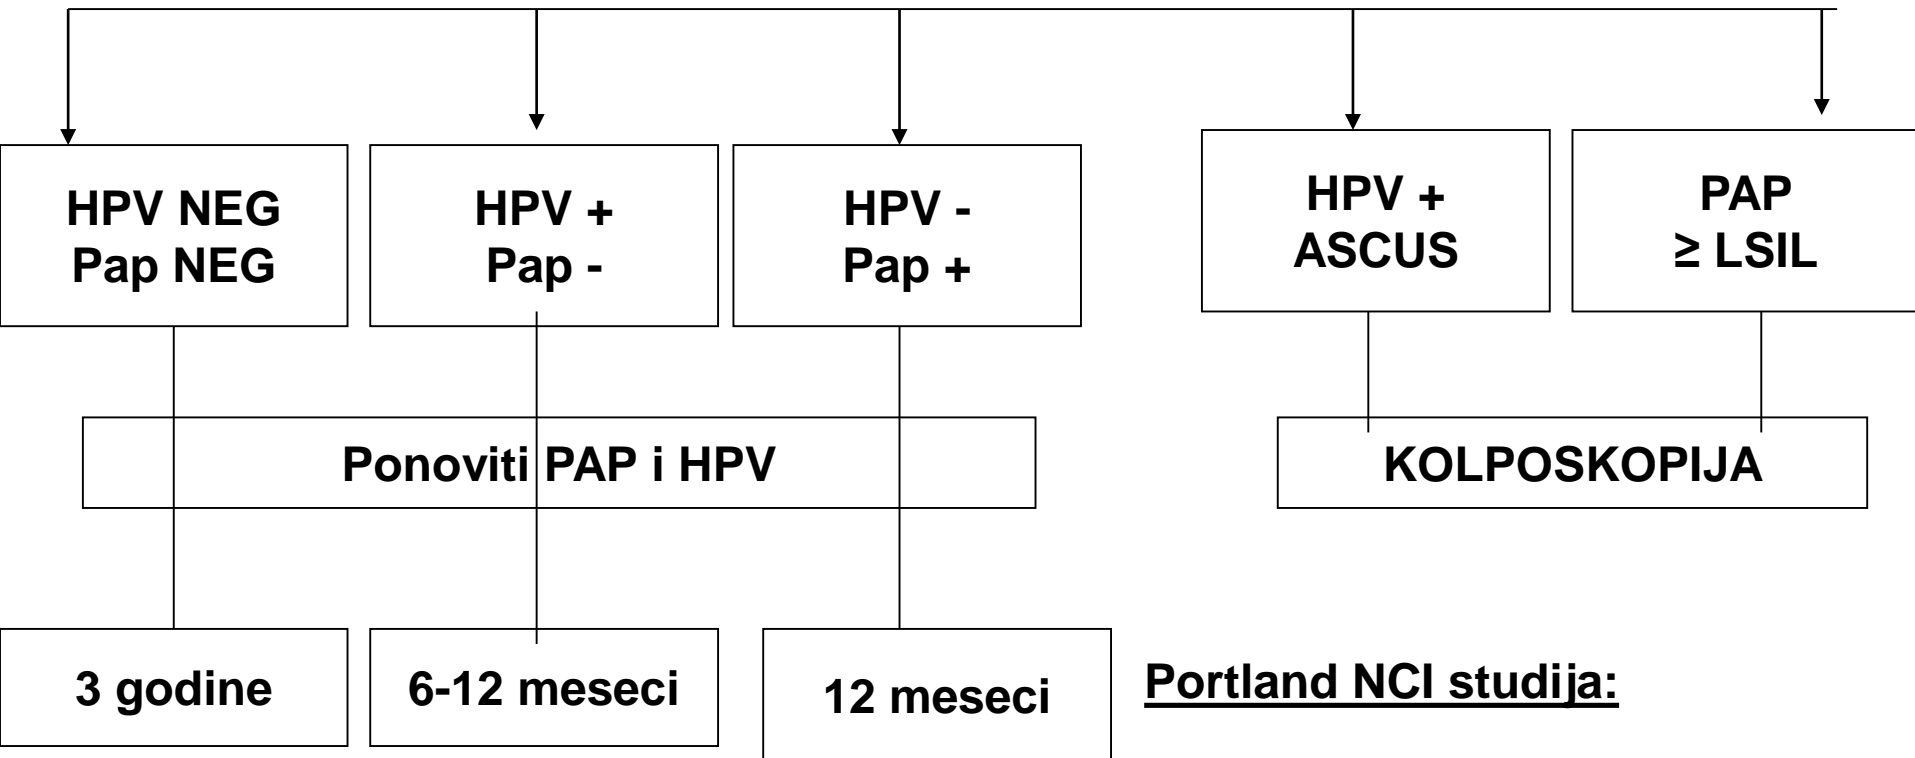 HPV NEG
Pap NEG
HPV +
Pap -
HPV -
Pap +
HPV +
ASCUS
PAP
≥ LSIL
Ponoviti PAP i HPV
KOLPOSKOPIJA
3 godine
6-12 meseci
12 meseci
Portland NCI studija: